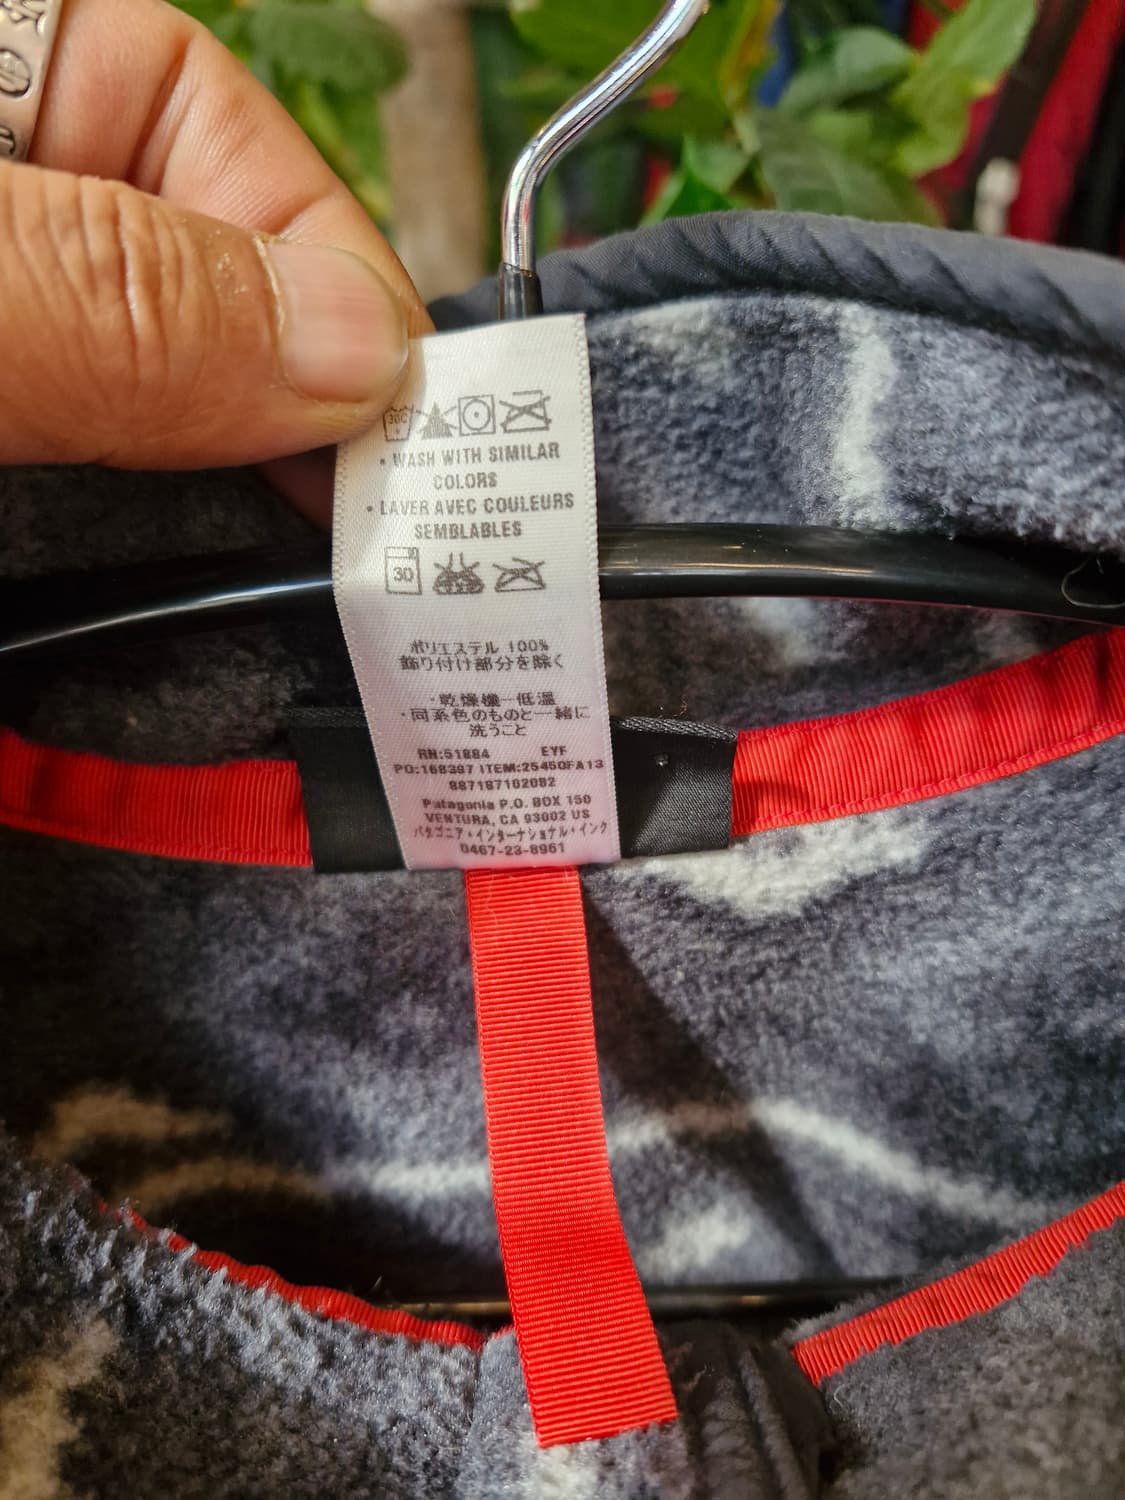 30C
• WASH WITH SIMILAR
COLORS
• LAVER AVEC COULEURS
SEMBLABLES
30
ポリエステル 100%
飾り付け部分を除く
・乾燥機ー低温
・同系色のものと一緒に
洗うこと
RN:51884 EYF
PO:168397 ITEM:25450FA13
887187102082
Patagonia P.O. BOX 150
VENTURA, CA 93002 US
パタゴニア・インターナショナル・インク
0467-23-8961